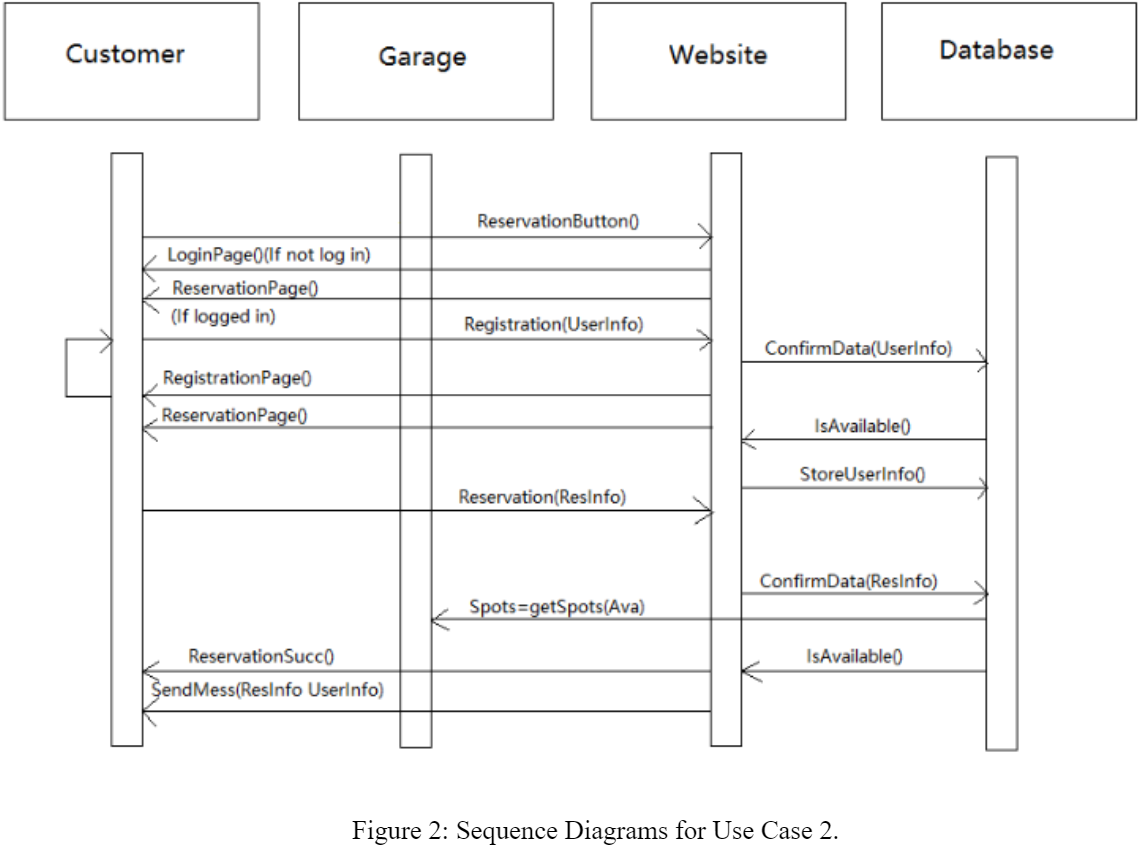 Customer
Garage
Website
Database
ReservationButton()
LoginPage()(If not log in)
ReservationPage()
(If logged in)
Registration(UserInfo)
ConfirmData(UserInfo)
RegistrationPage()
ReservationPage()
IsAvailable()
StoreUserInfo()
Reservation(ResInfo)
ConfirmData(ResInfo)
Spots=getSpots(Ava)
ReservationSucc()
IsAvailable()
SendMess(ResInfo UserInfo)
Figure 2: Sequence Diagrams for Use Case 2.